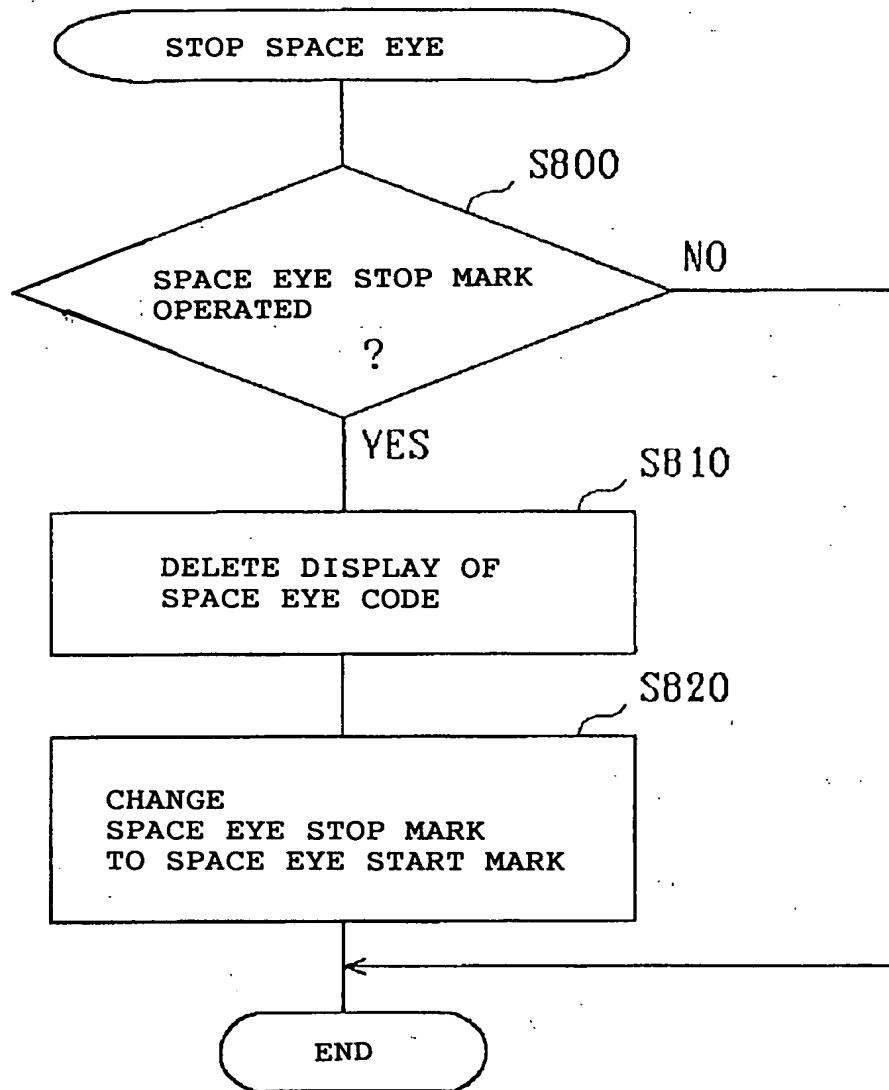 STOP SPACE EYE
S800
SPACE EYE STOP MARK
OPERATED
?
NO
YES
S810
DELETE DISPLAY OF
SPACE EYE CODE
S820
CHANGE
SPACE EYE STOP MARK
TO SPACE EYE START MARK
END